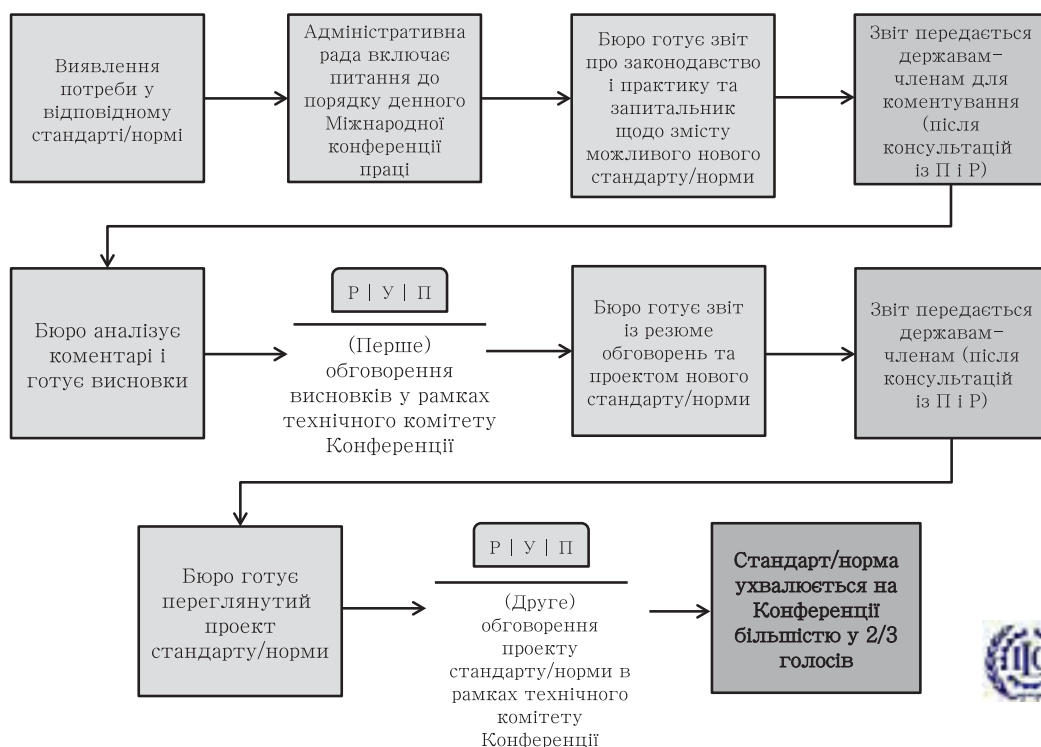 Виявлення
потреби у
відповідному
стандарті/нормі
Адміністративна
рада включає
питання до
порядку денного
Міжнародної
конференції
праці
Бюро готує звіт
про законодавство
і практику та
запитальник
щодо змісту
можливого нового
стандарту/норми
Звіт передається
державам-
членам для
коментування
(після
консультацій
із П і Р)
Бюро аналізує
коментарі і
готує висновки
Р | У | П
(Перше)
обговорення
висновків у рамках
технічного комітету
Конференції
Бюро готує звіт
із резюме
обговорень та
проектом нового
стандарту/норми
Звіт передається
державам-
членам (після
консультацій
із П і Р)
Бюро готує
переглянутий
проект
стандарту/норми
Р | У | П
(Друге)
обговорення
проекту
стандарту/норми в
рамках технічного
комітету
Конференції
Стандарт/норма
ухвалюється на
Конференції
більшістю у 2/3
голосів